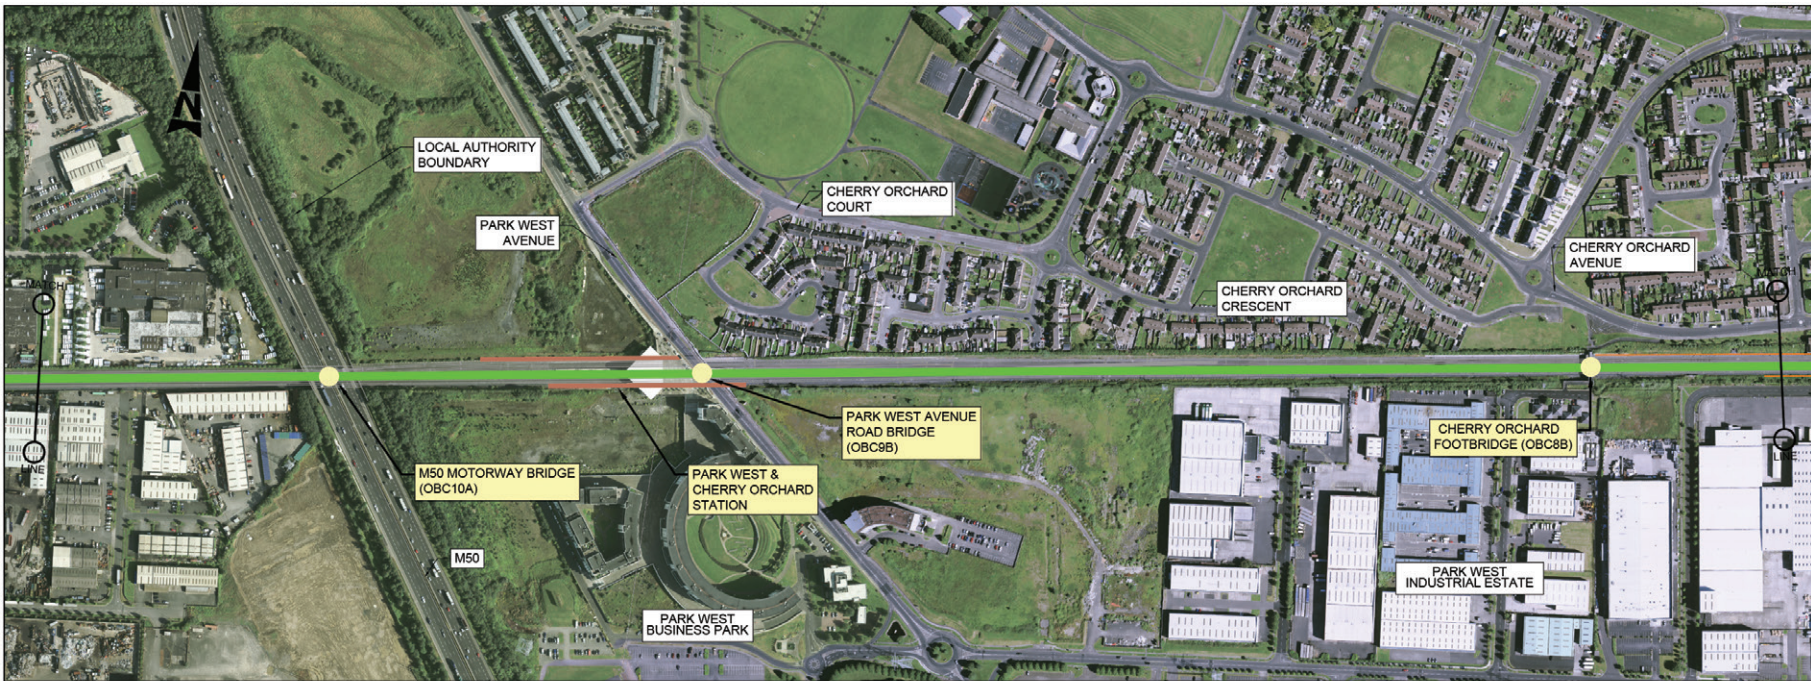 N
LOCAL AUTHORITY
BOUNDARY
PARK WEST
AVENUE
CHERRY ORCHARD
COURT
CHERRY ORCHARD
CRESCENT
CHERRY ORCHARD
AVENUE
MATCH
LINE
MATCH
LINE
PARK WEST AVENUE
ROAD BRIDGE
(OBC9B)
CHERRY ORCHARD
FOOTBRIDGE (OBC8B)
M50 MOTORWAY BRIDGE
(OBC10A)
PARK WEST &
CHERRY ORCHARD
STATION
M50
PARK WEST
INDUSTRIAL ESTATE
PARK WEST
BUSINESS PARK